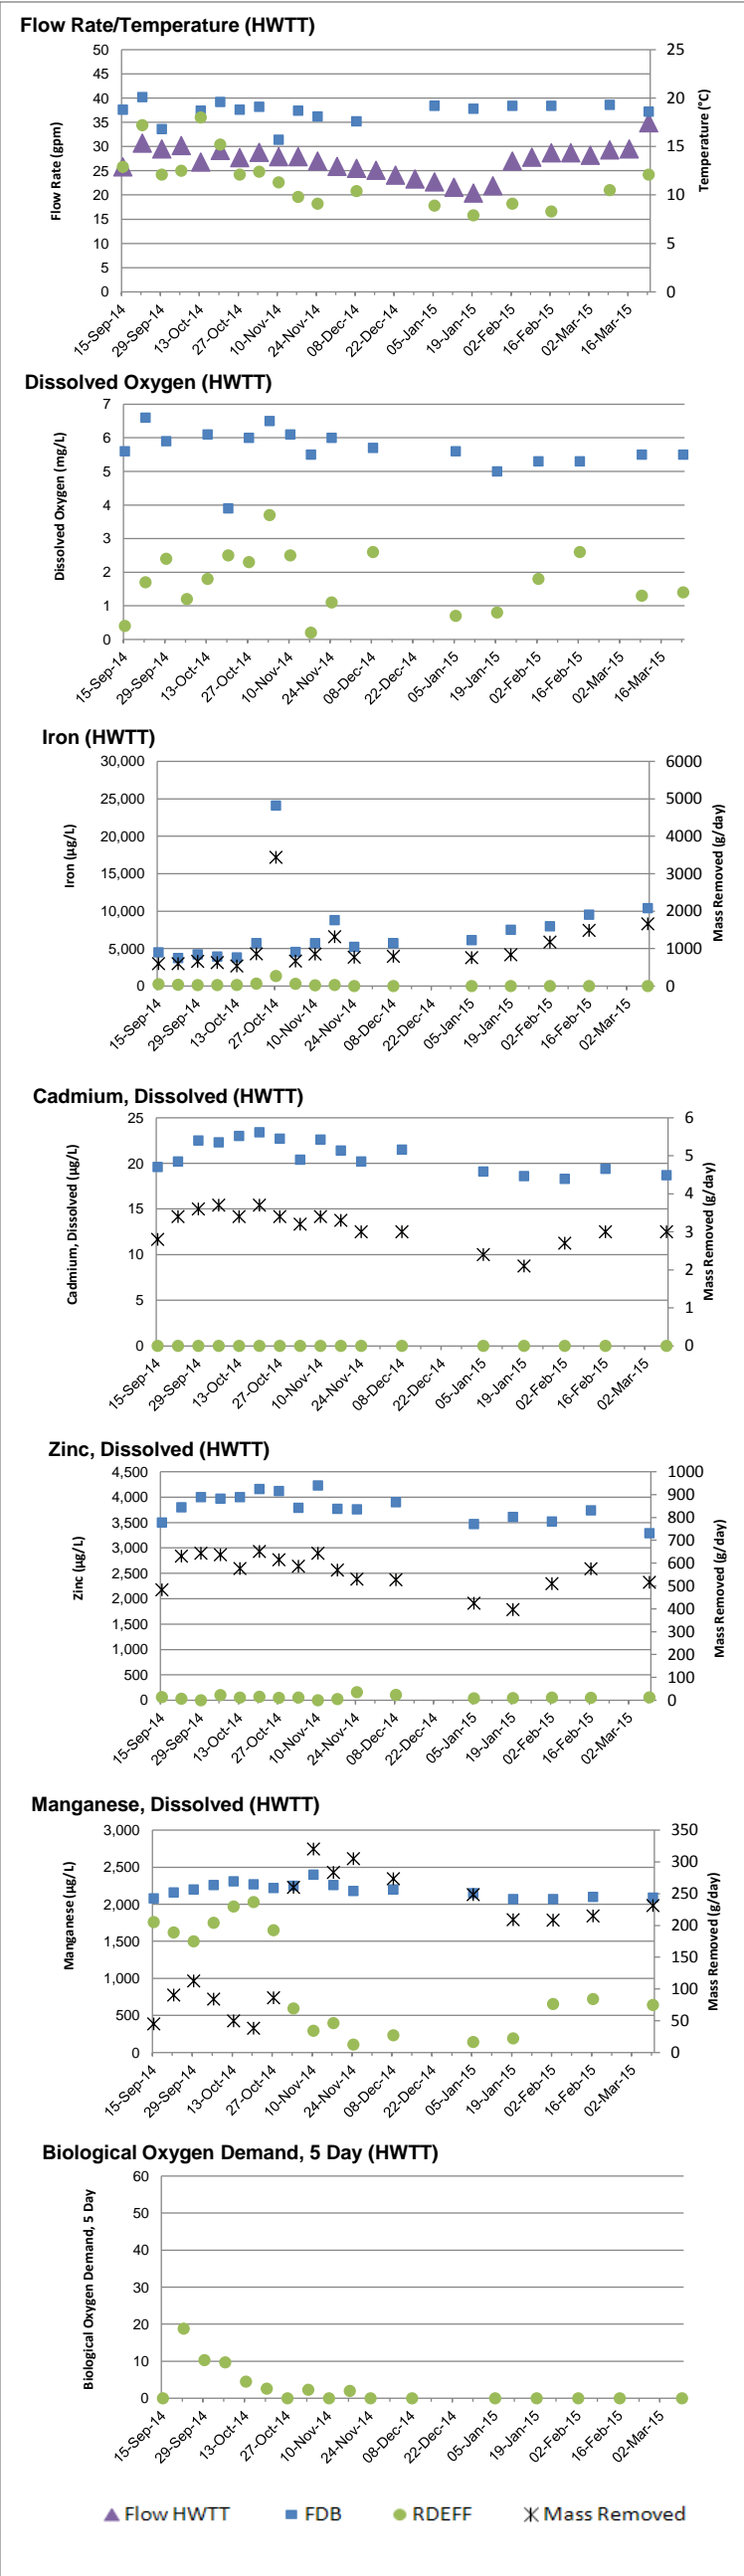 Flow Rate/Temperature (HWTT)
50
45
40
35
30
25
20
15
10
5
0
25
20
15
10
5
0
Flow Rate (gpm)
Temperature (°C)
15-Sep-14
29-Sep-14
13-Oct-14
27-Oct-14
10-Nov-14
24-Nov-14
08-Dec-14
22-Dec-14
05-Jan-15
19-Jan-15
02-Feb-15
16-Feb-15
02-Mar-15
16-Mar-15
Dissolved Oxygen (HWTT)
7
6
5
4
3
2
1
0
Dissolved Oxygen (mg/L)
15-Sep-14
29-Sep-14
13-Oct-14
27-Oct-14
10-Nov-14
24-Nov-14
08-Dec-14
22-Dec-14
05-Jan-15
19-Jan-15
02-Feb-15
16-Feb-15
02-Mar-15
16-Mar-15
Iron (HWTT)
30,000
25,000
20,000
15,000
10,000
5,000
0
6000
5000
4000
3000
2000
1000
0
Iron (µg/L)
Mass Removed (g/day)
15-Sep-14
29-Sep-14
13-Oct-14
27-Oct-14
10-Nov-14
24-Nov-14
08-Dec-14
22-Dec-14
05-Jan-15
19-Jan-15
02-Feb-15
16-Feb-15
02-Mar-15
Cadmium, Dissolved (HWTT)
25
20
15
10
5
0
6
5
4
3
2
1
0
Cadmium, Dissolved (µg/L)
Mass Removed (g/day)
15-Sep-14
29-Sep-14
13-Oct-14
27-Oct-14
10-Nov-14
24-Nov-14
08-Dec-14
22-Dec-14
05-Jan-15
19-Jan-15
02-Feb-15
16-Feb-15
02-Mar-15
Zinc, Dissolved (HWTT)
4,500
4,000
3,500
3,000
2,500
2,000
1,500
1,000
500
0
1000
900
800
700
600
500
400
300
200
100
0
Zinc (µg/L)
Mass Removed (g/day)
15-Sep-14
29-Sep-14
13-Oct-14
27-Oct-14
10-Nov-14
24-Nov-14
08-Dec-14
22-Dec-14
05-Jan-15
19-Jan-15
02-Feb-15
16-Feb-15
02-Mar-15
Manganese, Dissolved (HWTT)
3,000
2,500
2,000
1,500
1,000
500
0
350
300
250
200
150
100
50
0
Manganese (µg/L)
Mass Removed (g/day)
15-Sep-14
29-Sep-14
13-Oct-14
27-Oct-14
10-Nov-14
24-Nov-14
08-Dec-14
22-Dec-14
05-Jan-15
19-Jan-15
02-Feb-15
16-Feb-15
02-Mar-15
Biological Oxygen Demand, 5 Day (HWTT)
60
50
40
30
20
10
0
Biological Oxygen Demand, 5 Day
15-Sep-14
29-Sep-14
13-Oct-14
27-Oct-14
10-Nov-14
24-Nov-14
08-Dec-14
22-Dec-14
05-Jan-15
19-Jan-15
02-Feb-15
16-Feb-15
02-Mar-15
Flow HWTT FDB RDEFF Mass Removed